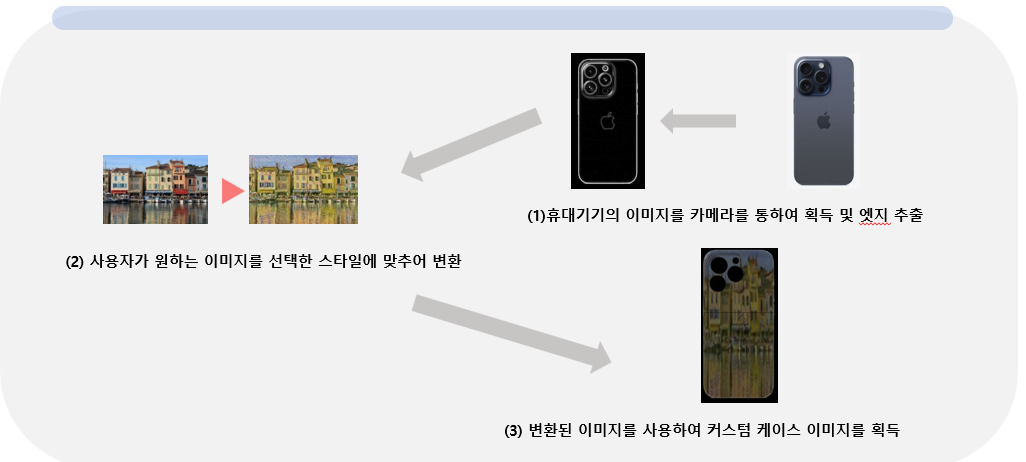 (1)휴대기기의 이미지를 카메라를 통하여 획득 및 엣지 추출
(2) 사용자가 원하는 이미지를 선택한 스타일에 맞추어 변환
(3) 변환된 이미지를 사용하여 커스텀 케이스 이미지를 획득